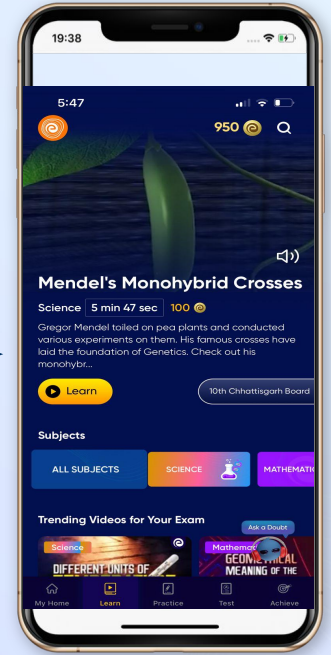 19:38
5:47
950
Mendel's Monohybrid Crosses
Science 5 min 47 sec 100
Gregor Mendel toiled on pea plants and conducted
various experiments on them. His famous crosses have
laid the foundation of Genetics. Check out his
monohybr...
Learn 10th Chhattisgarh Board
Subjects
ALL SUBJECTS SCIENCE MATHEMATIC
Trending Videos for Your Exam
Ask a Doubt
Science Mathemat
DIFFERENT UNITS OF GEOMETRICAL
MEANING OF THE
My Home Learn Practice Test Achieve